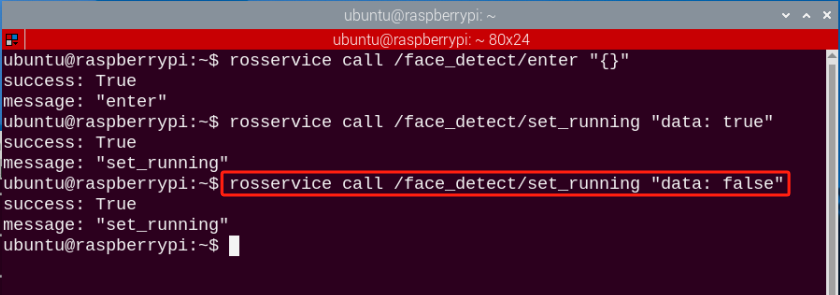 ubuntu@raspberrypi: ~
ubuntu@raspberrypi: ~ 80x24
ubuntu@raspberrypi:~$ rosservice call /face_detect/enter "{}"
success: True
message: "enter"
ubuntu@raspberrypi:~$ rosservice call /face_detect/set_running "data: true"
success: True
message: "set_running"
ubuntu@raspberrypi:~$ rosservice call /face_detect/set_running "data: false"
success: True
message: "set_running"
ubuntu@raspberrypi:~$